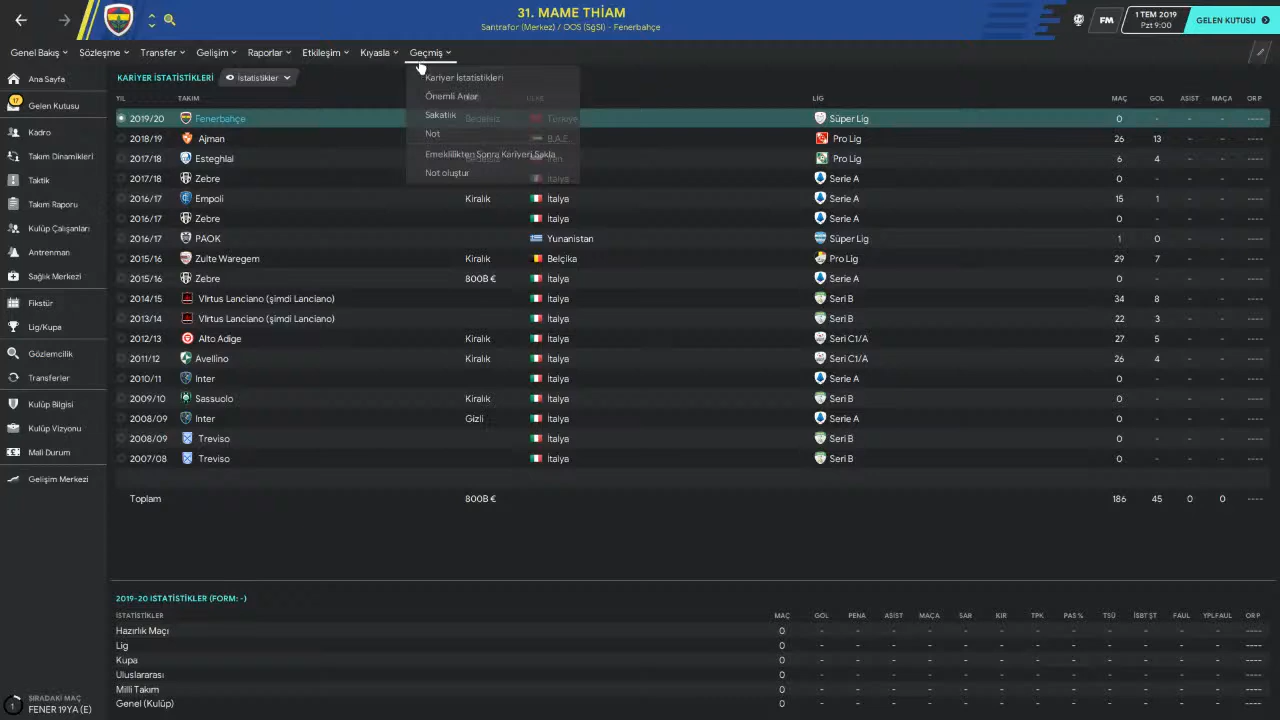 31. MAME THİAM
Santrafor (Merkez) / OOS (SğSl) - Fenerbahçe
FM
1 TEM 2019
Pzt 9:00
GELEN KUTUSU
Genel Bakış Sözleşme Transfer Gelişim Raporlar Etkileşim Kıyasla Geçmiş
Ana Sayfa
17
Gelen Kutusu
Kadro
Takım Dinamikleri
Taktik
Takım Raporu
Kulüp Çalışanları
Antrenman
Sağlık Merkezi
Fikstür
Lig/Kupa
Gözlemcilik
Transferler
Kulüp Bilgisi
Kulüp Vizyonu
Mali Durum
Gelişim Merkezi
1
SIRADAKİ MAÇ
FENER 19YA (E)
KARİYER İSTATİSTİKLERİ İstatistikler
Kariyer İstatistikleri
Önemli Anlar
Sakatlık
Not
Emeklilikten Sonra Kariyeri Sakla
Not oluştur
YIL TAKIM ÜLKE LİG MAÇ GOL ASİST MAÇA OR P
2019/20 Fenerbahçe Bedelsiz Türkiye Süper Lig 0 - - - ----
2018/19 Ajman B.A.E. Pro Lig 26 13 - - ----
2017/18 Esteghlal Pro Lig 6 4 - - ----
2017/18 Zebre İtalya Serie A 0 - - - ----
2016/17 Empoli Kiralık İtalya Serie A 15 1 - - ----
2016/17 Zebre İtalya Serie A 0 - - - ----
2016/17 PAOK Yunanistan Süper Lig 1 0 - - ----
2015/16 Zulte Waregem Kiralık Belçika Pro Lig 29 7 - - ----
2015/16 Zebre 800B € İtalya Serie A 0 - - - ----
2014/15 VIrtus Lanciano (şimdi Lanciano) İtalya Seri B 34 8 - - ----
2013/14 VIrtus Lanciano (şimdi Lanciano) İtalya Seri B 22 3 - - ----
2012/13 Alto Adige Kiralık İtalya Seri C1/A 27 5 - - ----
2011/12 Avellino Kiralık İtalya Seri C1/A 26 4 - - ----
2010/11 Inter İtalya Serie A 0 - - - ----
2009/10 Sassuolo Kiralık İtalya Seri B 0 - - - ----
2008/09 Inter Gizli İtalya Serie A 0 - - - ----
2008/09 Treviso İtalya Seri B 0 - - - ----
2007/08 Treviso İtalya Seri B 0 - - - ----
Toplam 800B € 186 45 0 0 ----
2019-20 İSTATİSTİKLER (FORM: -)
İSTATİSTİKLER MAÇ GOL PENA ASİST MAÇA SAR KIR TPK PAS % TSÜ İSBT ŞT FAUL YPLFAUL OR P
Hazırlık Maçı 0 - - - - - - - - - - - - ----
Lig 0 - - - - - - - - - - - - ----
Kupa 0 - - - - - - - - - - - - ----
Uluslararası 0 - - - - - - - - - - - - ----
Milli Takım 0 - - - - - - - - - - - - ----
Genel (Kulüp) 0 - - - - - - - - - - - - ----